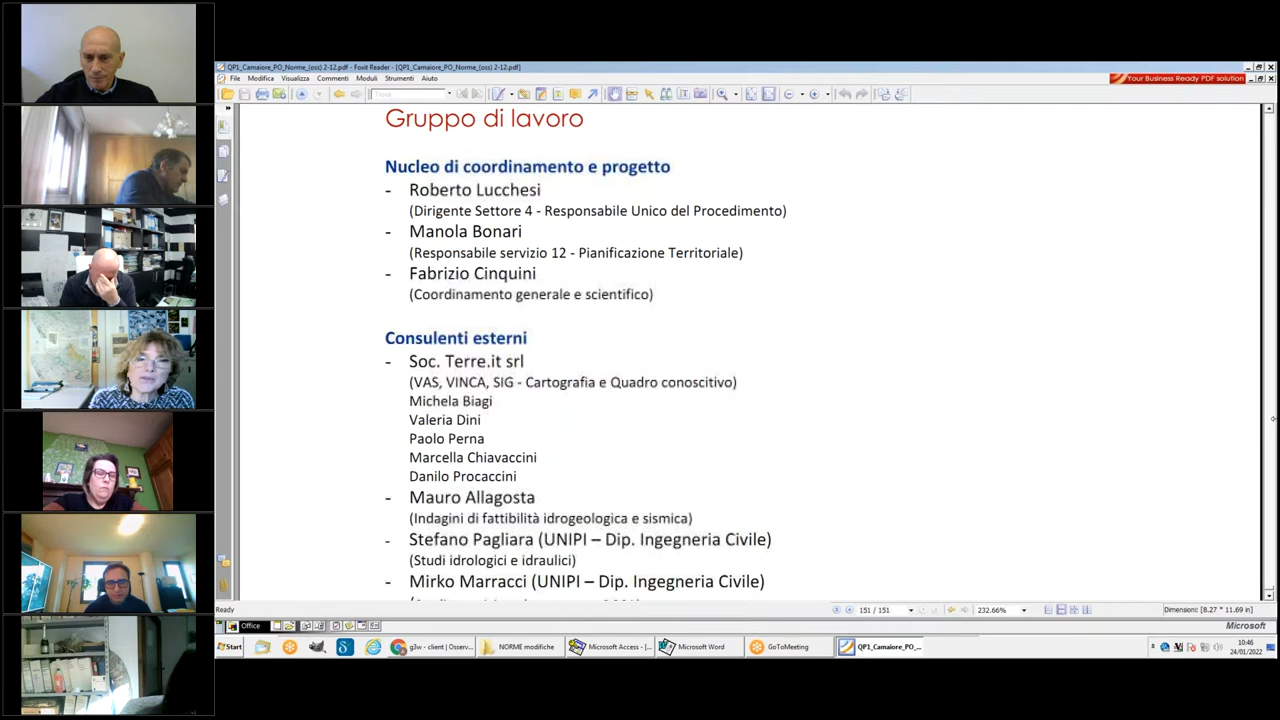 QP1_Camaiore_PO_Norme_(oss) 2-12.pdf - Foxit Reader - [QP1_Camaiore_PO_Norme_(oss) 2-12.pdf]
File Modifica Visualizza Commenti Moduli Strumenti Aiuto
Your Business Ready PDF solution
Trova
Gruppo di lavoro
Nucleo di coordinamento e progetto
- Roberto Lucchesi
(Dirigente Settore 4 - Responsabile Unico del Procedimento)
- Manola Bonari
(Responsabile servizio 12 - Pianificazione Territoriale)
- Fabrizio Cinquini
(Coordinamento generale e scientifico)
Consulenti esterni
- Soc. Terre.it srl
(VAS, VINCA, SIG - Cartografia e Quadro conoscitivo)
Michela Biagi
Valeria Dini
Paolo Perna
Marcella Chiavaccini
Danilo Procaccini
- Mauro Allagosta
(Indagini di fattibilità idrogeologica e sismica)
- Stefano Pagliara (UNIPI – Dip. Ingegneria Civile)
(Studi idrologici e idraulici)
- Mirko Marracci (UNIPI – Dip. Ingegneria Civile)
Ready
151 / 151
232.66%
Dimensioni: [8.27 * 11.69 in]
Office
Microsoft
Start
g3w - client | Osserv...
NORME modifiche
Microsoft Access - [...
Microsoft Word
GoToMeeting
QP1_Camaiore_PO_...
10:46
24/01/2022